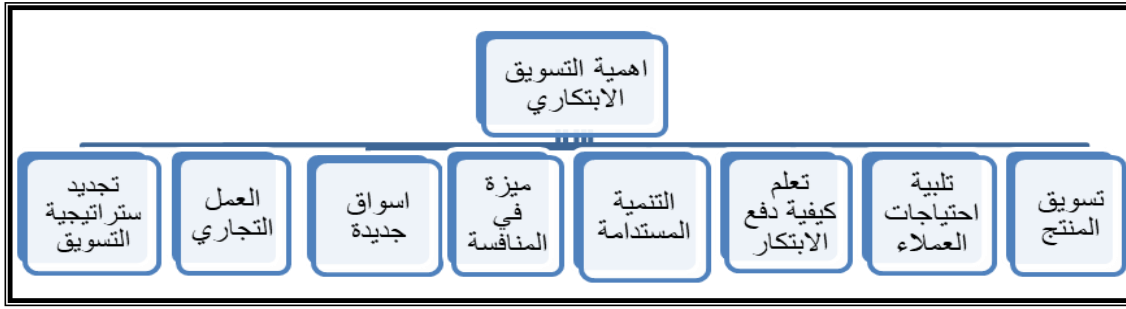 اهمية التسويق
الابتكاري
تسويق
المنتج
تلبية
احتياجات
العملاء
تعلم
كيفية دفع
الابتكار
التنمية
المستدامة
ميزة
في
المنافسة
اسواق
جديدة
العمل
التجاري
تجديد
ستراتيجية
التسويق